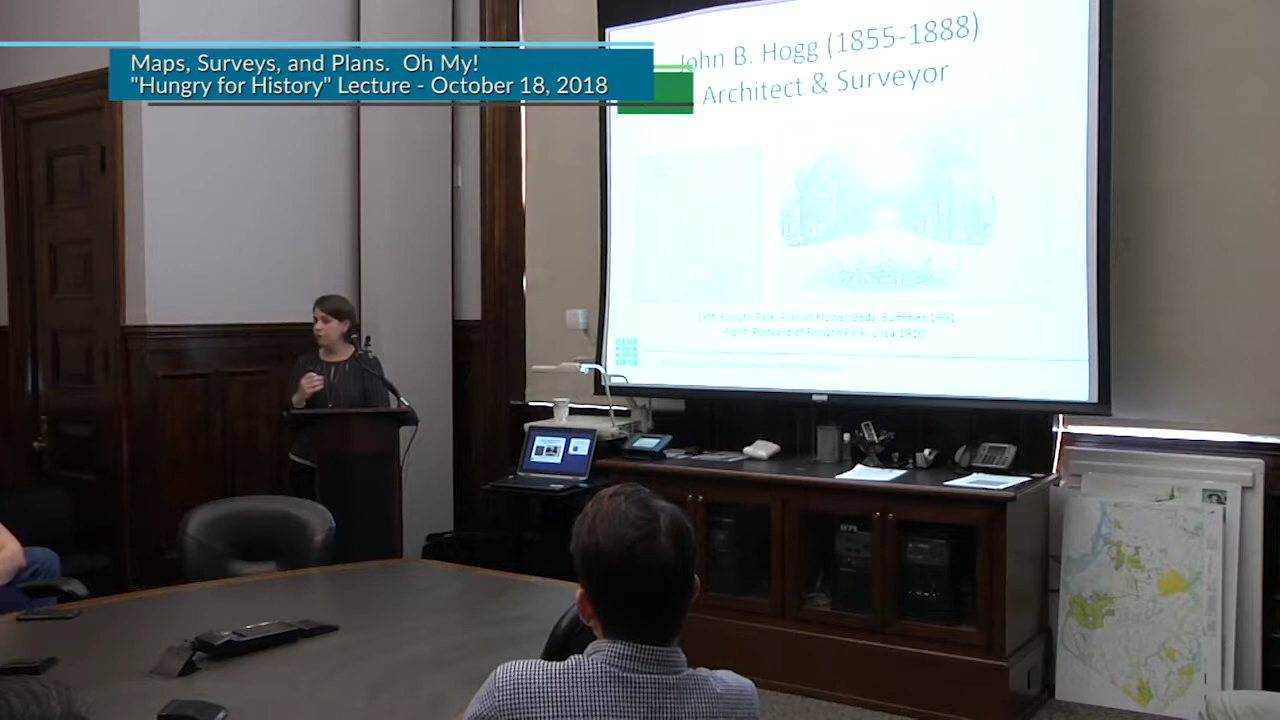 Maps, Surveys, and Plans.  Oh My!
"Hungry for History" Lecture - October 18, 2018
John B. Hogg (1855-1888)
Architect & Surveyor
Left: Forsyth Park, Plan of Flower Beds, Summer 1901
Right: Postcard of Forsyth Park, circa 1910